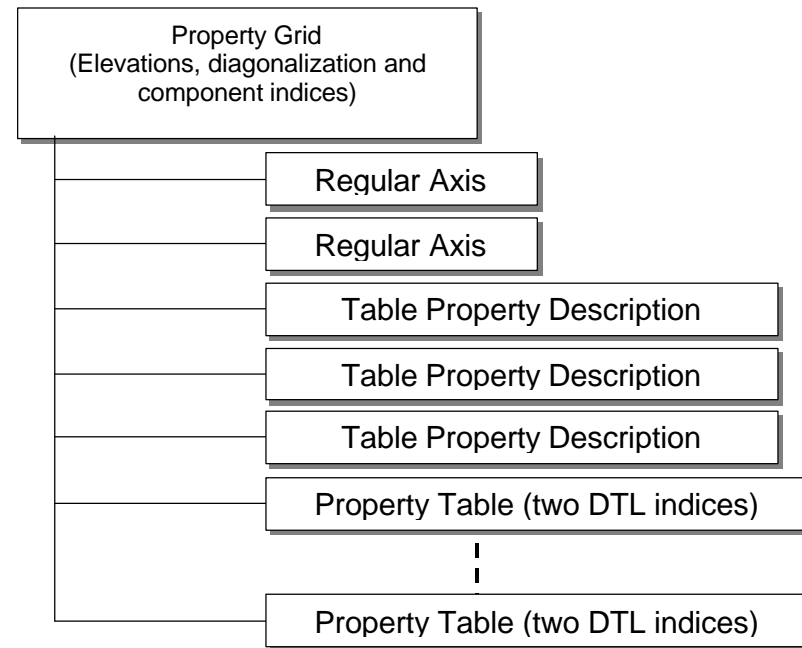 Property Grid
(Elevations, diagonalization and
component indices)
Regular Axis
Regular Axis
Table Property Description
Table Property Description
Table Property Description
Property Table (two DTL indices)
Property Table (two DTL indices)